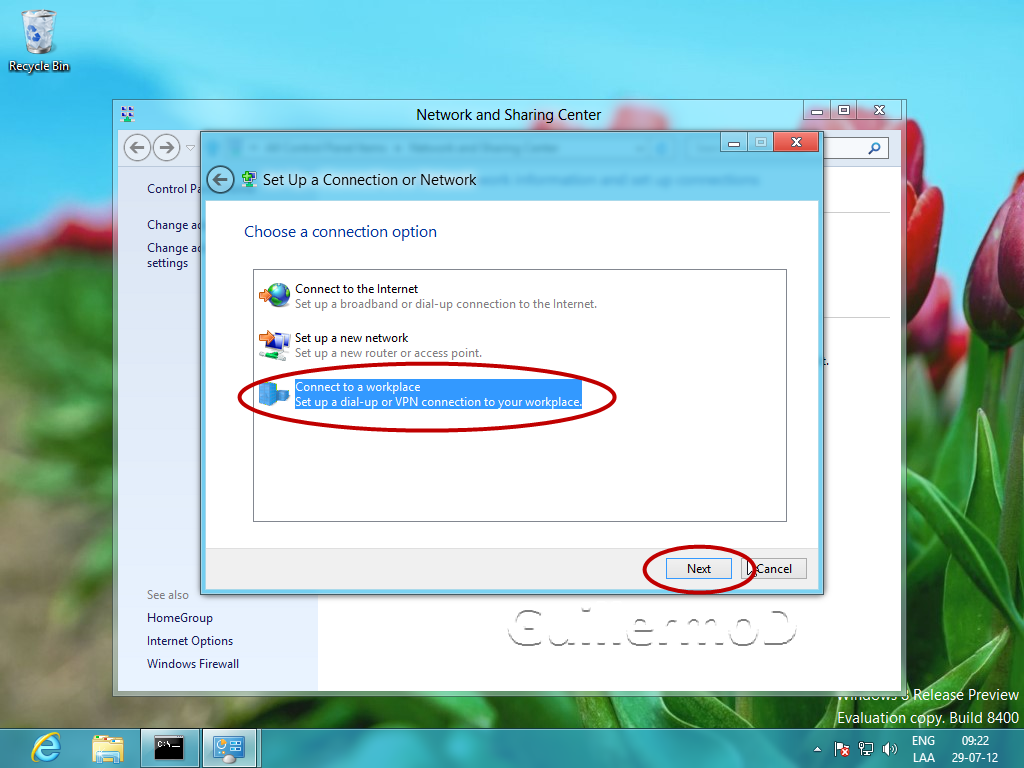 Recycle Bin
Network and Sharing Center
Control Pa
Set Up a Connection or Network
Change ad
Change ad
settings
Choose a connection option
Connect to the Internet
Set up a broadband or dial-up connection to the Internet.
Set up a new network
Set up a new router or access point.
Connect to a workplace
Set up a dial-up or VPN connection to your workplace.
Next
Cancel
See also
HomeGroup
Internet Options
Windows Firewall
GuillermoD
Windows 8 Release Preview
Evaluation copy. Build 8400
C:\
ENG
LAA
09:22
29-07-12